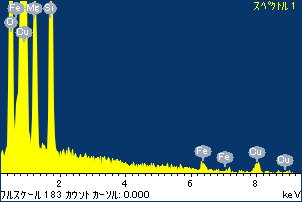 スペクトル 1
Fe Mg Si
O
Cu
Fe Fe Cu Cu
2 4 6 8
フルスケール 183 カウント カーソル: 0.000 keV